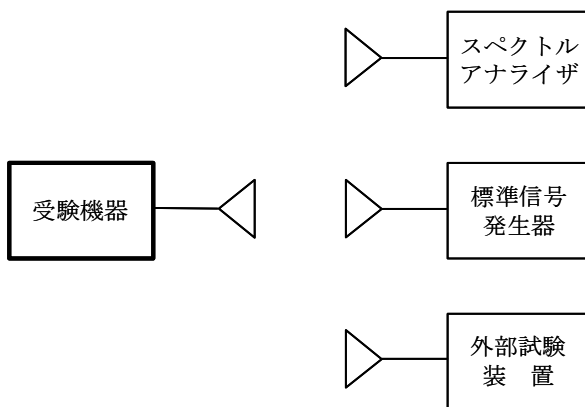 スペクトル
アナライザ
受験機器
標準信号
発生器
外部試験
装　置